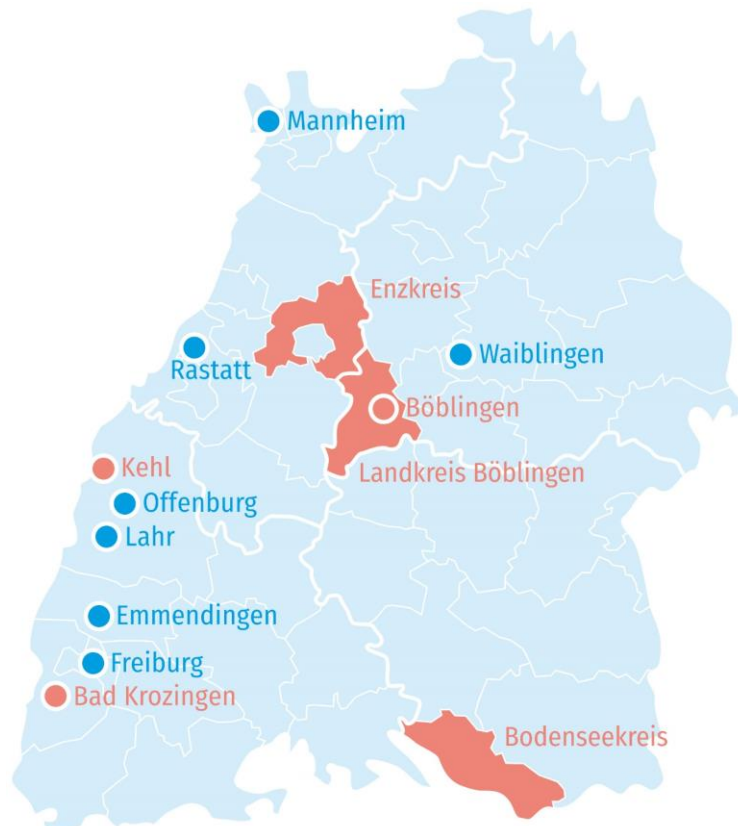 Mannheim
Enzkreis
Waiblingen
Rastatt
Böblingen
Kehl
Landkreis Böblingen
Offenburg
Lahr
Emmendingen
Freiburg
Bad Krozingen
Bodenseekreis